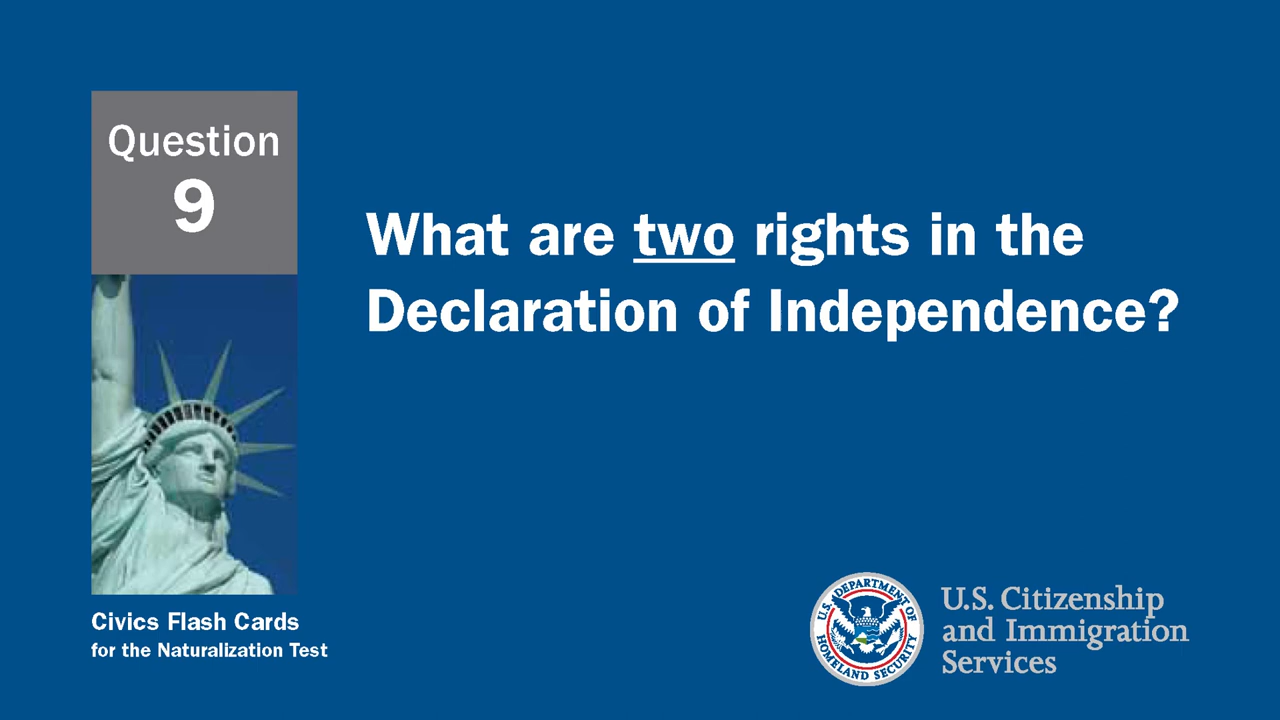 Question
9
What are two rights in the
Declaration of Independence?
Civics Flash Cards
for the Naturalization Test
U.S. DEPARTMENT OF
HOMELAND SECURITY
U.S. Citizenship
and Immigration
Services